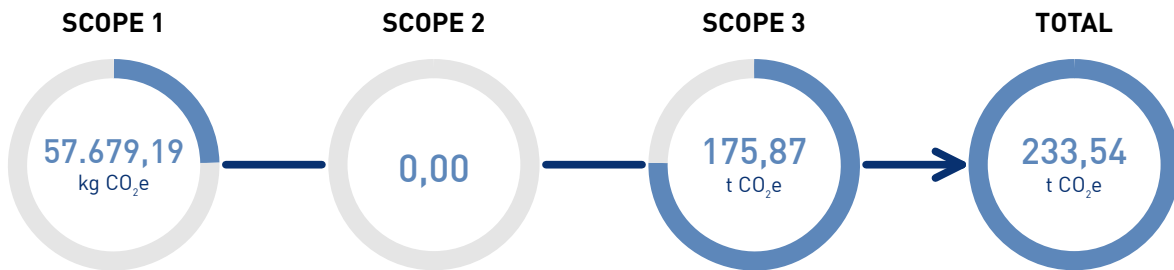 SCOPE 1
57.679,19
kg CO₂e
SCOPE 2
0,00
SCOPE 3
175,87
t CO₂e
TOTAL
233,54
t CO₂e